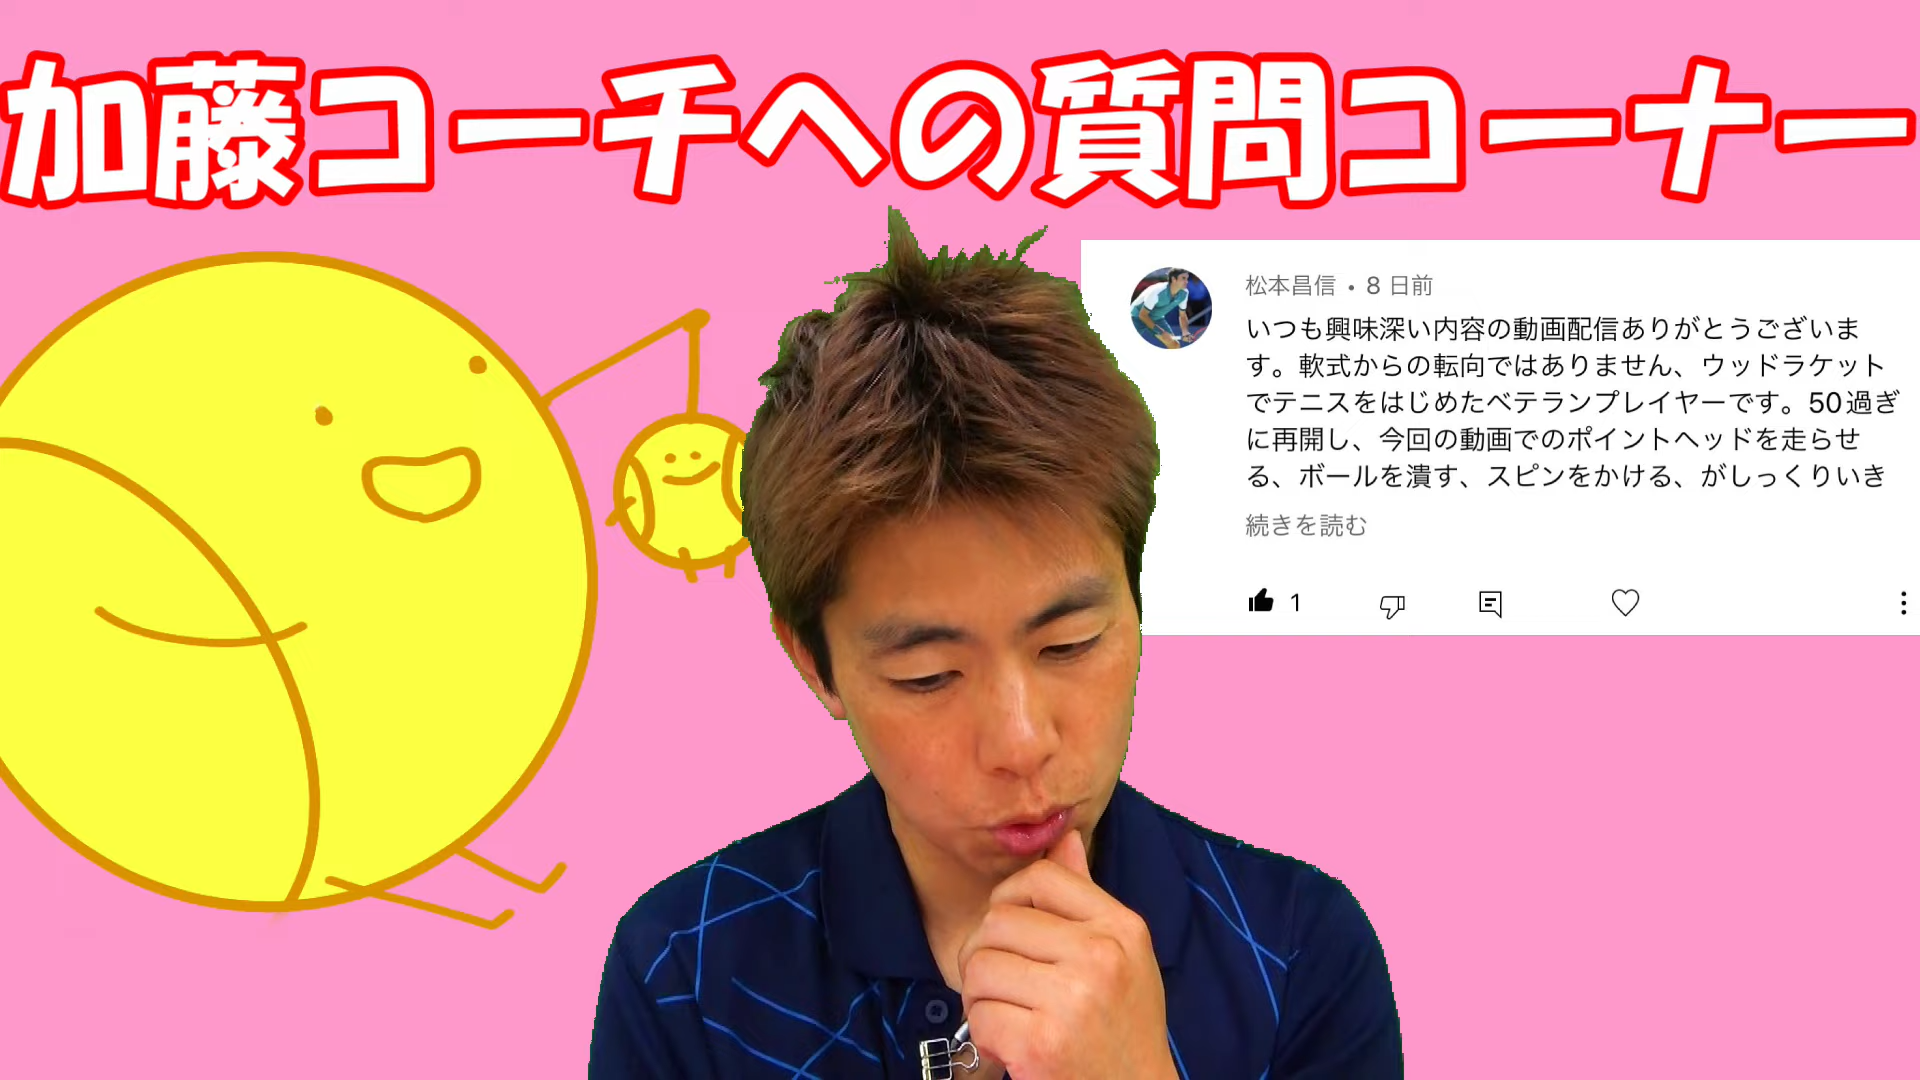 加藤コーチへの質問コーナー
松本昌信 • 8 日前
いつも興味深い内容の動画配信ありがとうございま
す。軟式からの転向ではありません、ウッドラケット
でテニスをはじめたベテランプレイヤーです。50過ぎ
に再開し、今回の動画でのポイントヘッドを走らせ
る、ボールを潰す、スピンをかける、がしっくりいき
続きを読む
1